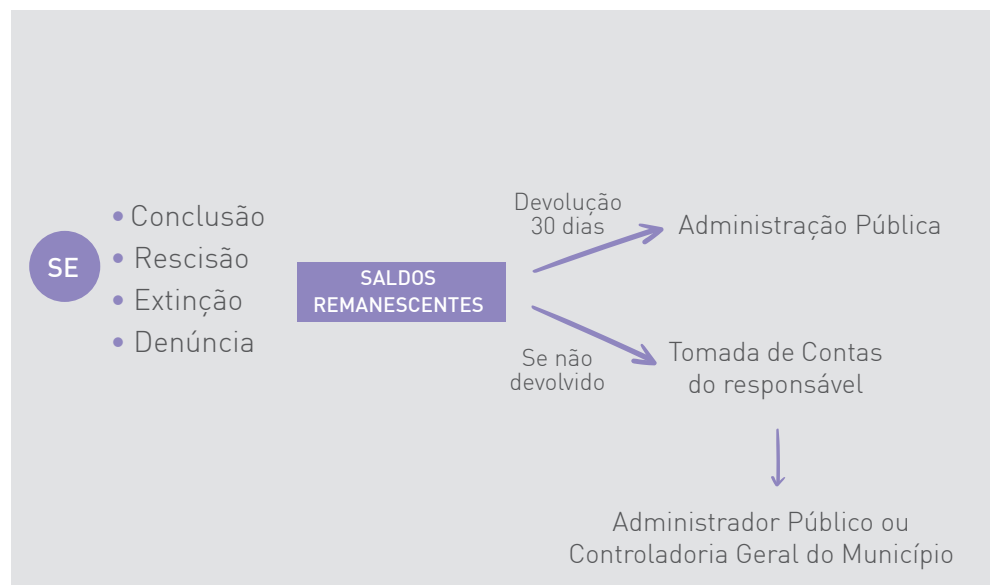 SE
• Conclusão
• Rescisão
• Extinção
• Denúncia
SALDOS
REMANESCENTES
Devolução
30 dias
Administração Pública
Se não
devolvido
Tomada de Contas
do responsável
Administrador Público ou
Controladoria Geral do Município